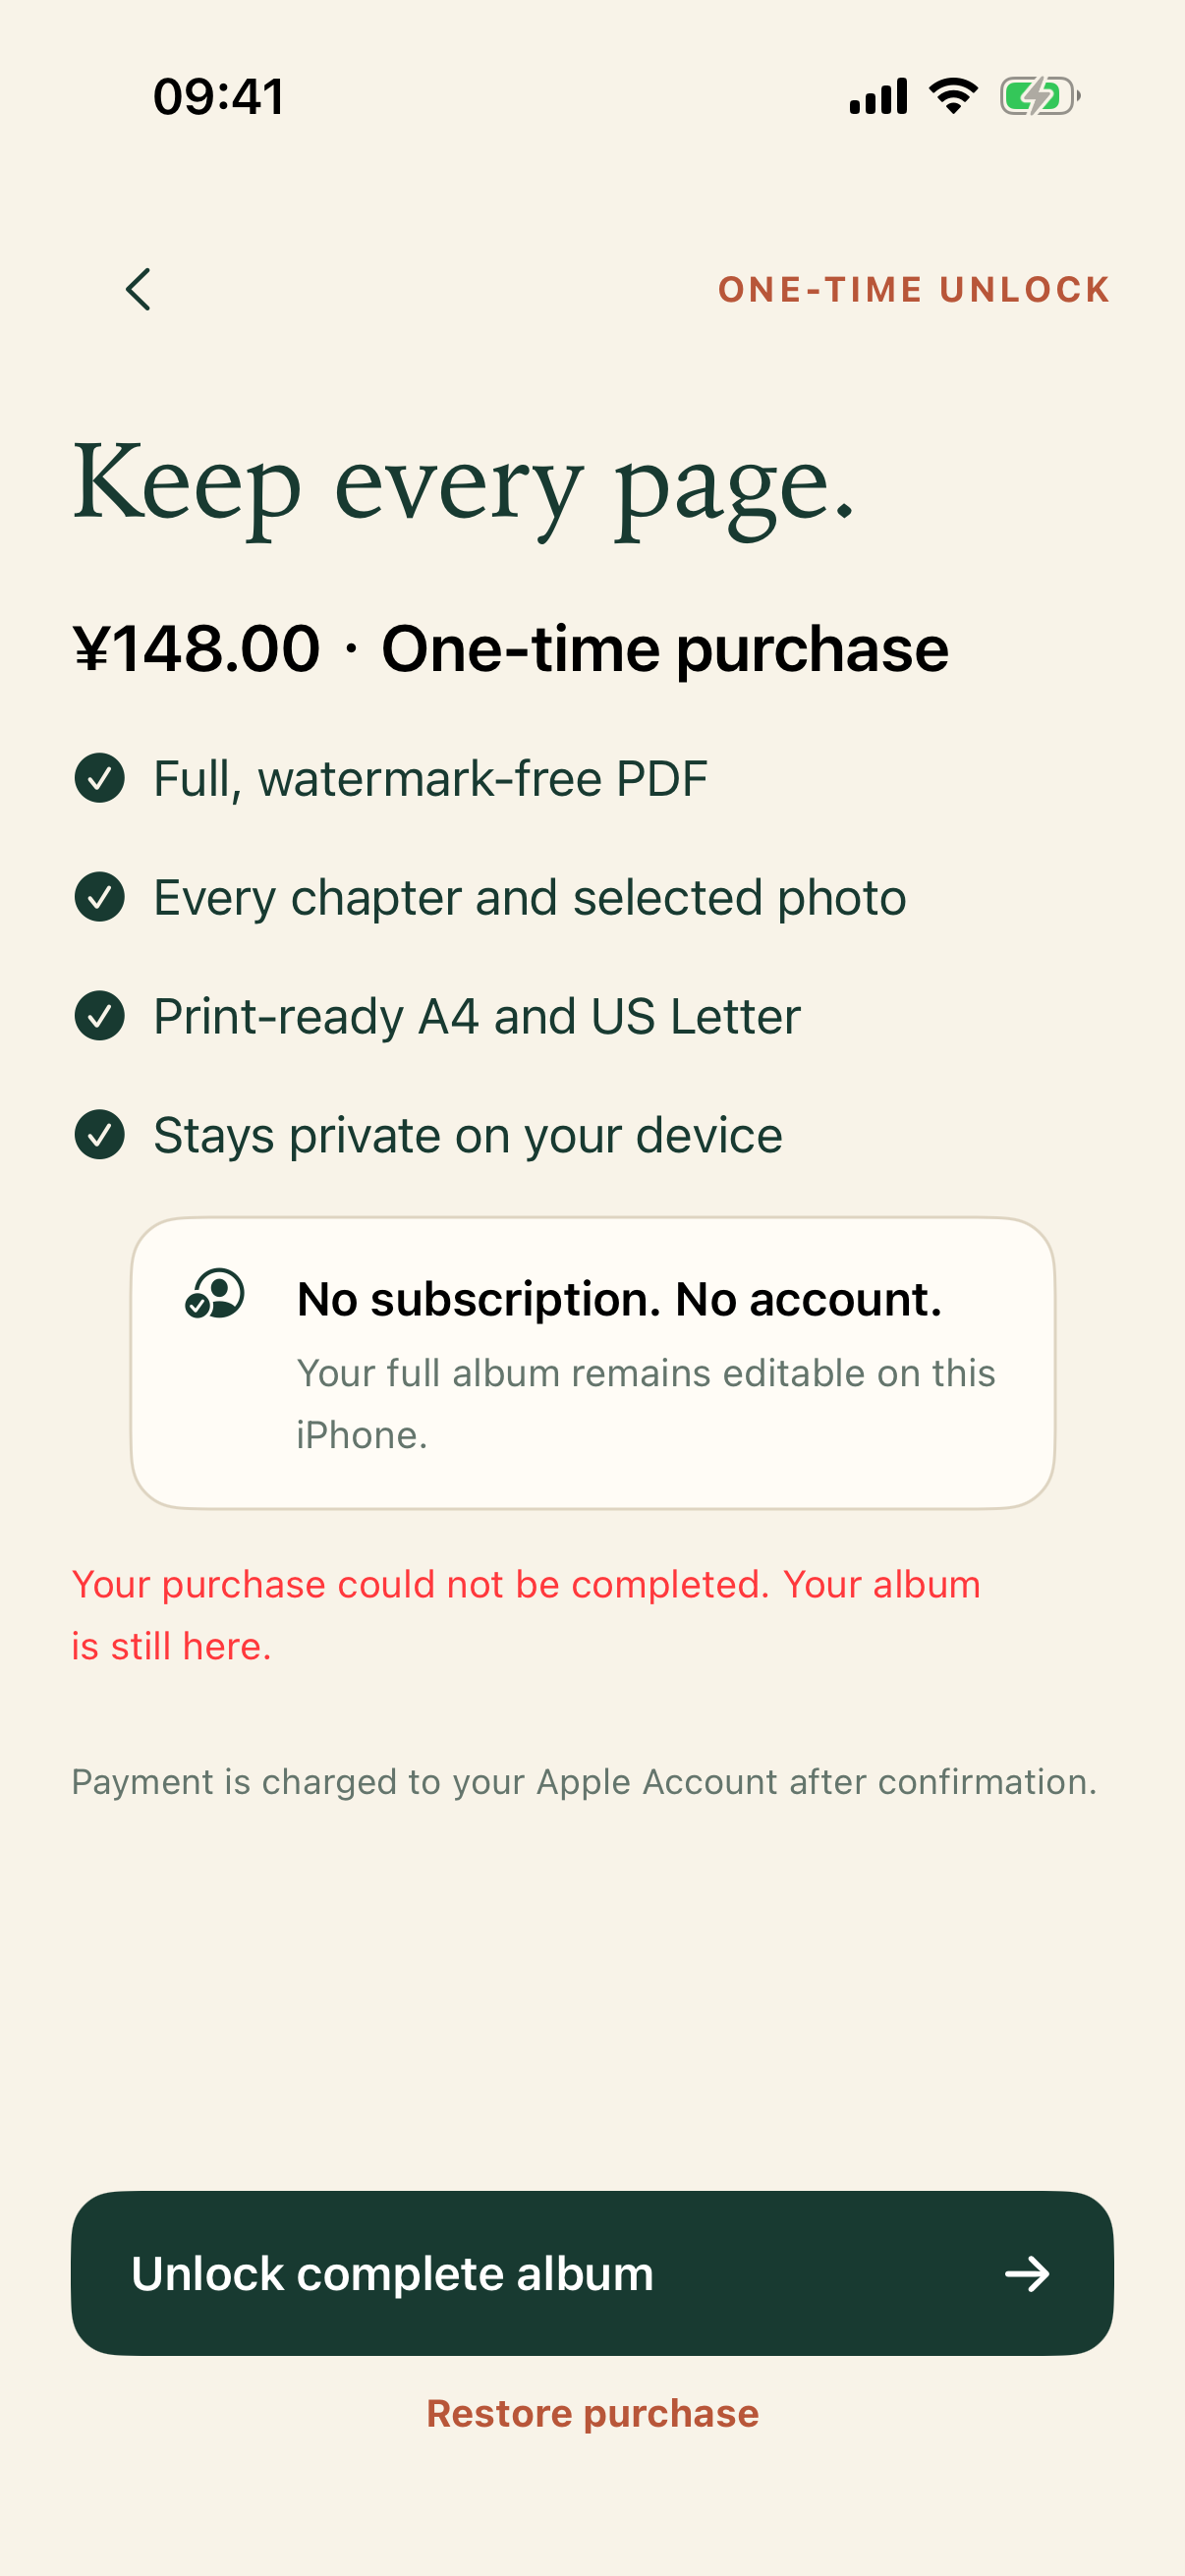 09:41
ONE-TIME UNLOCK
Keep every page.
¥148.00 · One-time purchase
Full, watermark-free PDF
Every chapter and selected photo
Print-ready A4 and US Letter
Stays private on your device
No subscription. No account.
Your full album remains editable on this
iPhone.
Your purchase could not be completed. Your album
is still here.
Payment is charged to your Apple Account after confirmation.
Unlock complete album
Restore purchase